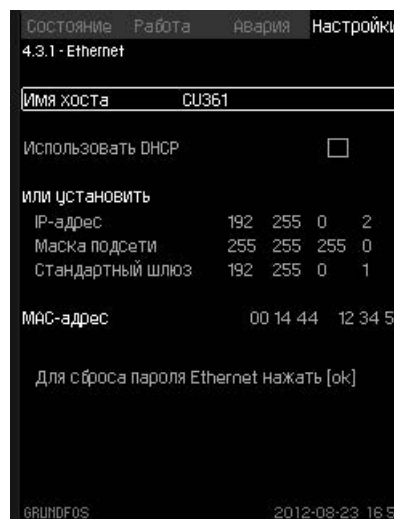 Состояние Работа Авария Настройки
4.3.1 - Ethernet
Имя хоста CU361
Использовать DHCP
или установить
IP-адрес 192 255 0 2
Маска подсети 255 255 255 0
Стандартный шлюз 192 255 0 1
MAC-адрес 00 14 44 12 34 5
Для сброса пароля Ethernet нажать [ok]
GRUNDFOS 2012-08-23 16:5